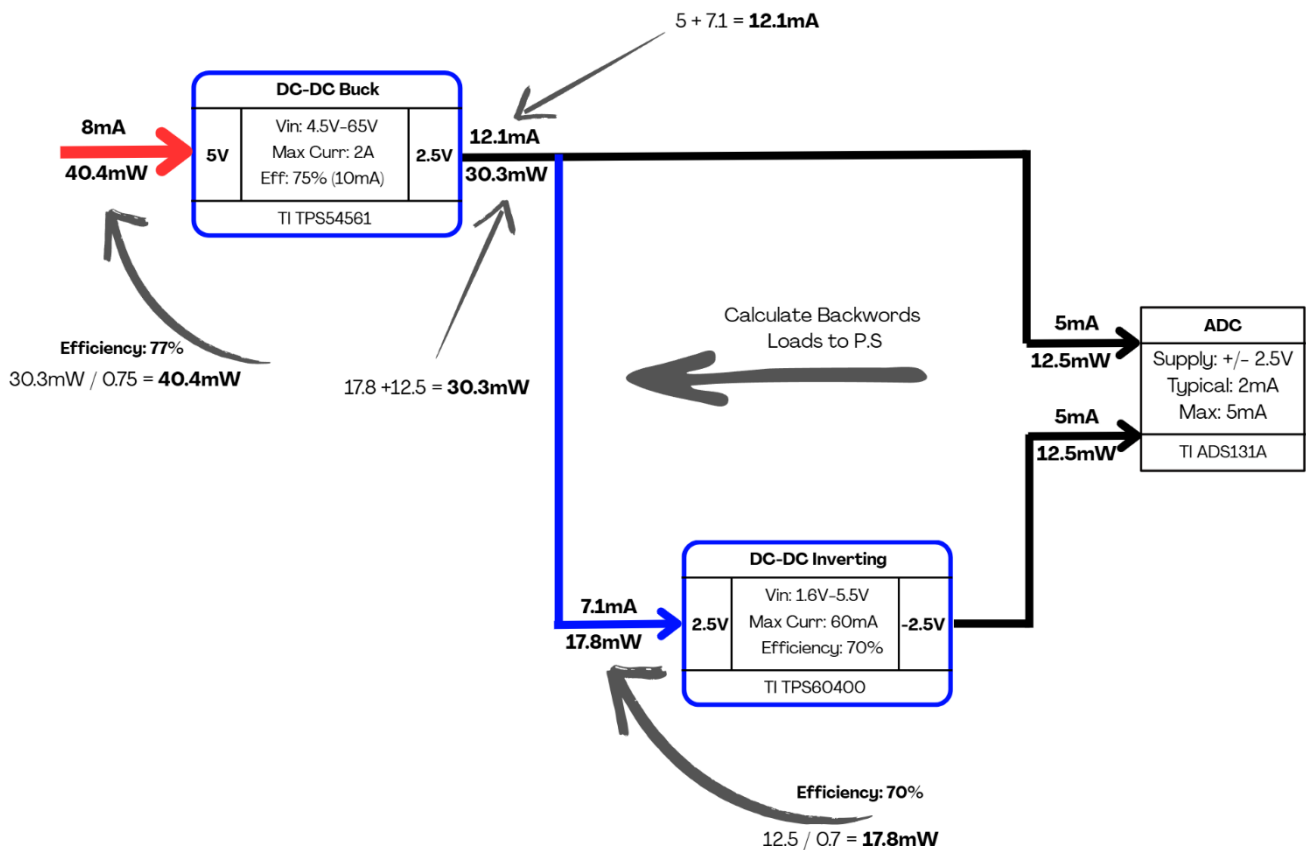 5 + 7.1 = 12.1mA
DC-DC Buck
8mA
40.4mW
5V
Vin: 4.5V-65V
Max Curr: 2A
Eff: 75% (10mA)
2.5V
TI TPS54561
12.1mA
30.3mW
Efficiency: 77%
30.3mW / 0.75 = 40.4mW
17.8 +12.5 = 30.3mW
Calculate Backwords
Loads to P.S
5mA
12.5mW
5mA
12.5mW
ADC
Supply: +/- 2.5V
Typical: 2mA
Max: 5mA
TI ADS131A
7.1mA
17.8mW
DC-DC Inverting
2.5V
Vin: 1.6V-5.5V
Max Curr: 60mA
Efficiency: 70%
-2.5V
TI TPS60400
Efficiency: 70%
12.5 / 0.7 = 17.8mW